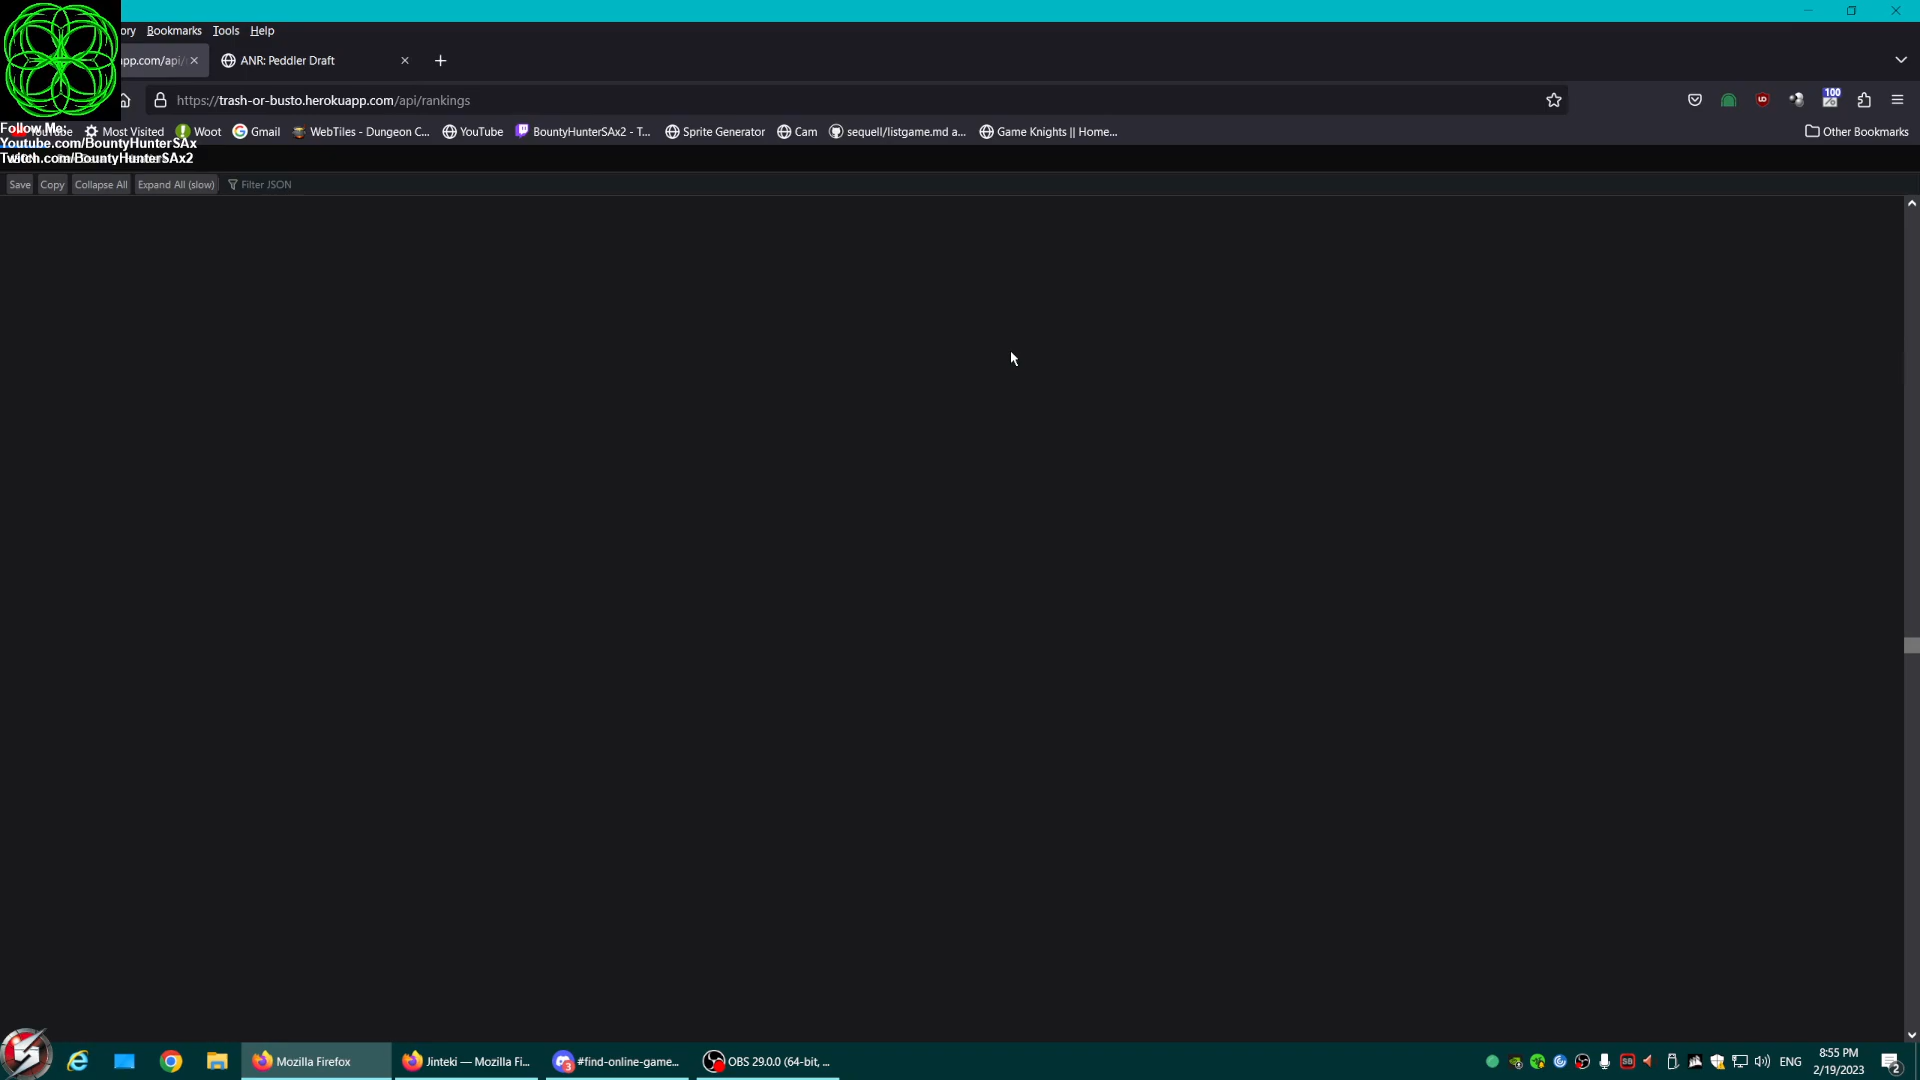 ory Bookmarks Tools Help
app.com/api/ ANR: Peddler Draft
https://trash-or-busto.herokuapp.com/api/rankings 100
Follow Me:
Most Visited Woot Gmail WebTiles - Dungeon C... YouTube BountyHunterSAx2 - T... Sprite Generator Cam sequell/listgame.md a... Game Knights || Home... Other Bookmarks
Youtube.com/BountyHunterSAx
Twitch.com/BountyHunterSAx2
Save Copy Collapse All Expand All (slow) Filter JSON
Mozilla Firefox Jinteki — Mozilla Fi... #find-online-game... OBS 29.0.0 (64-bit, ... ENG 8:55 PM
2/19/2023 2